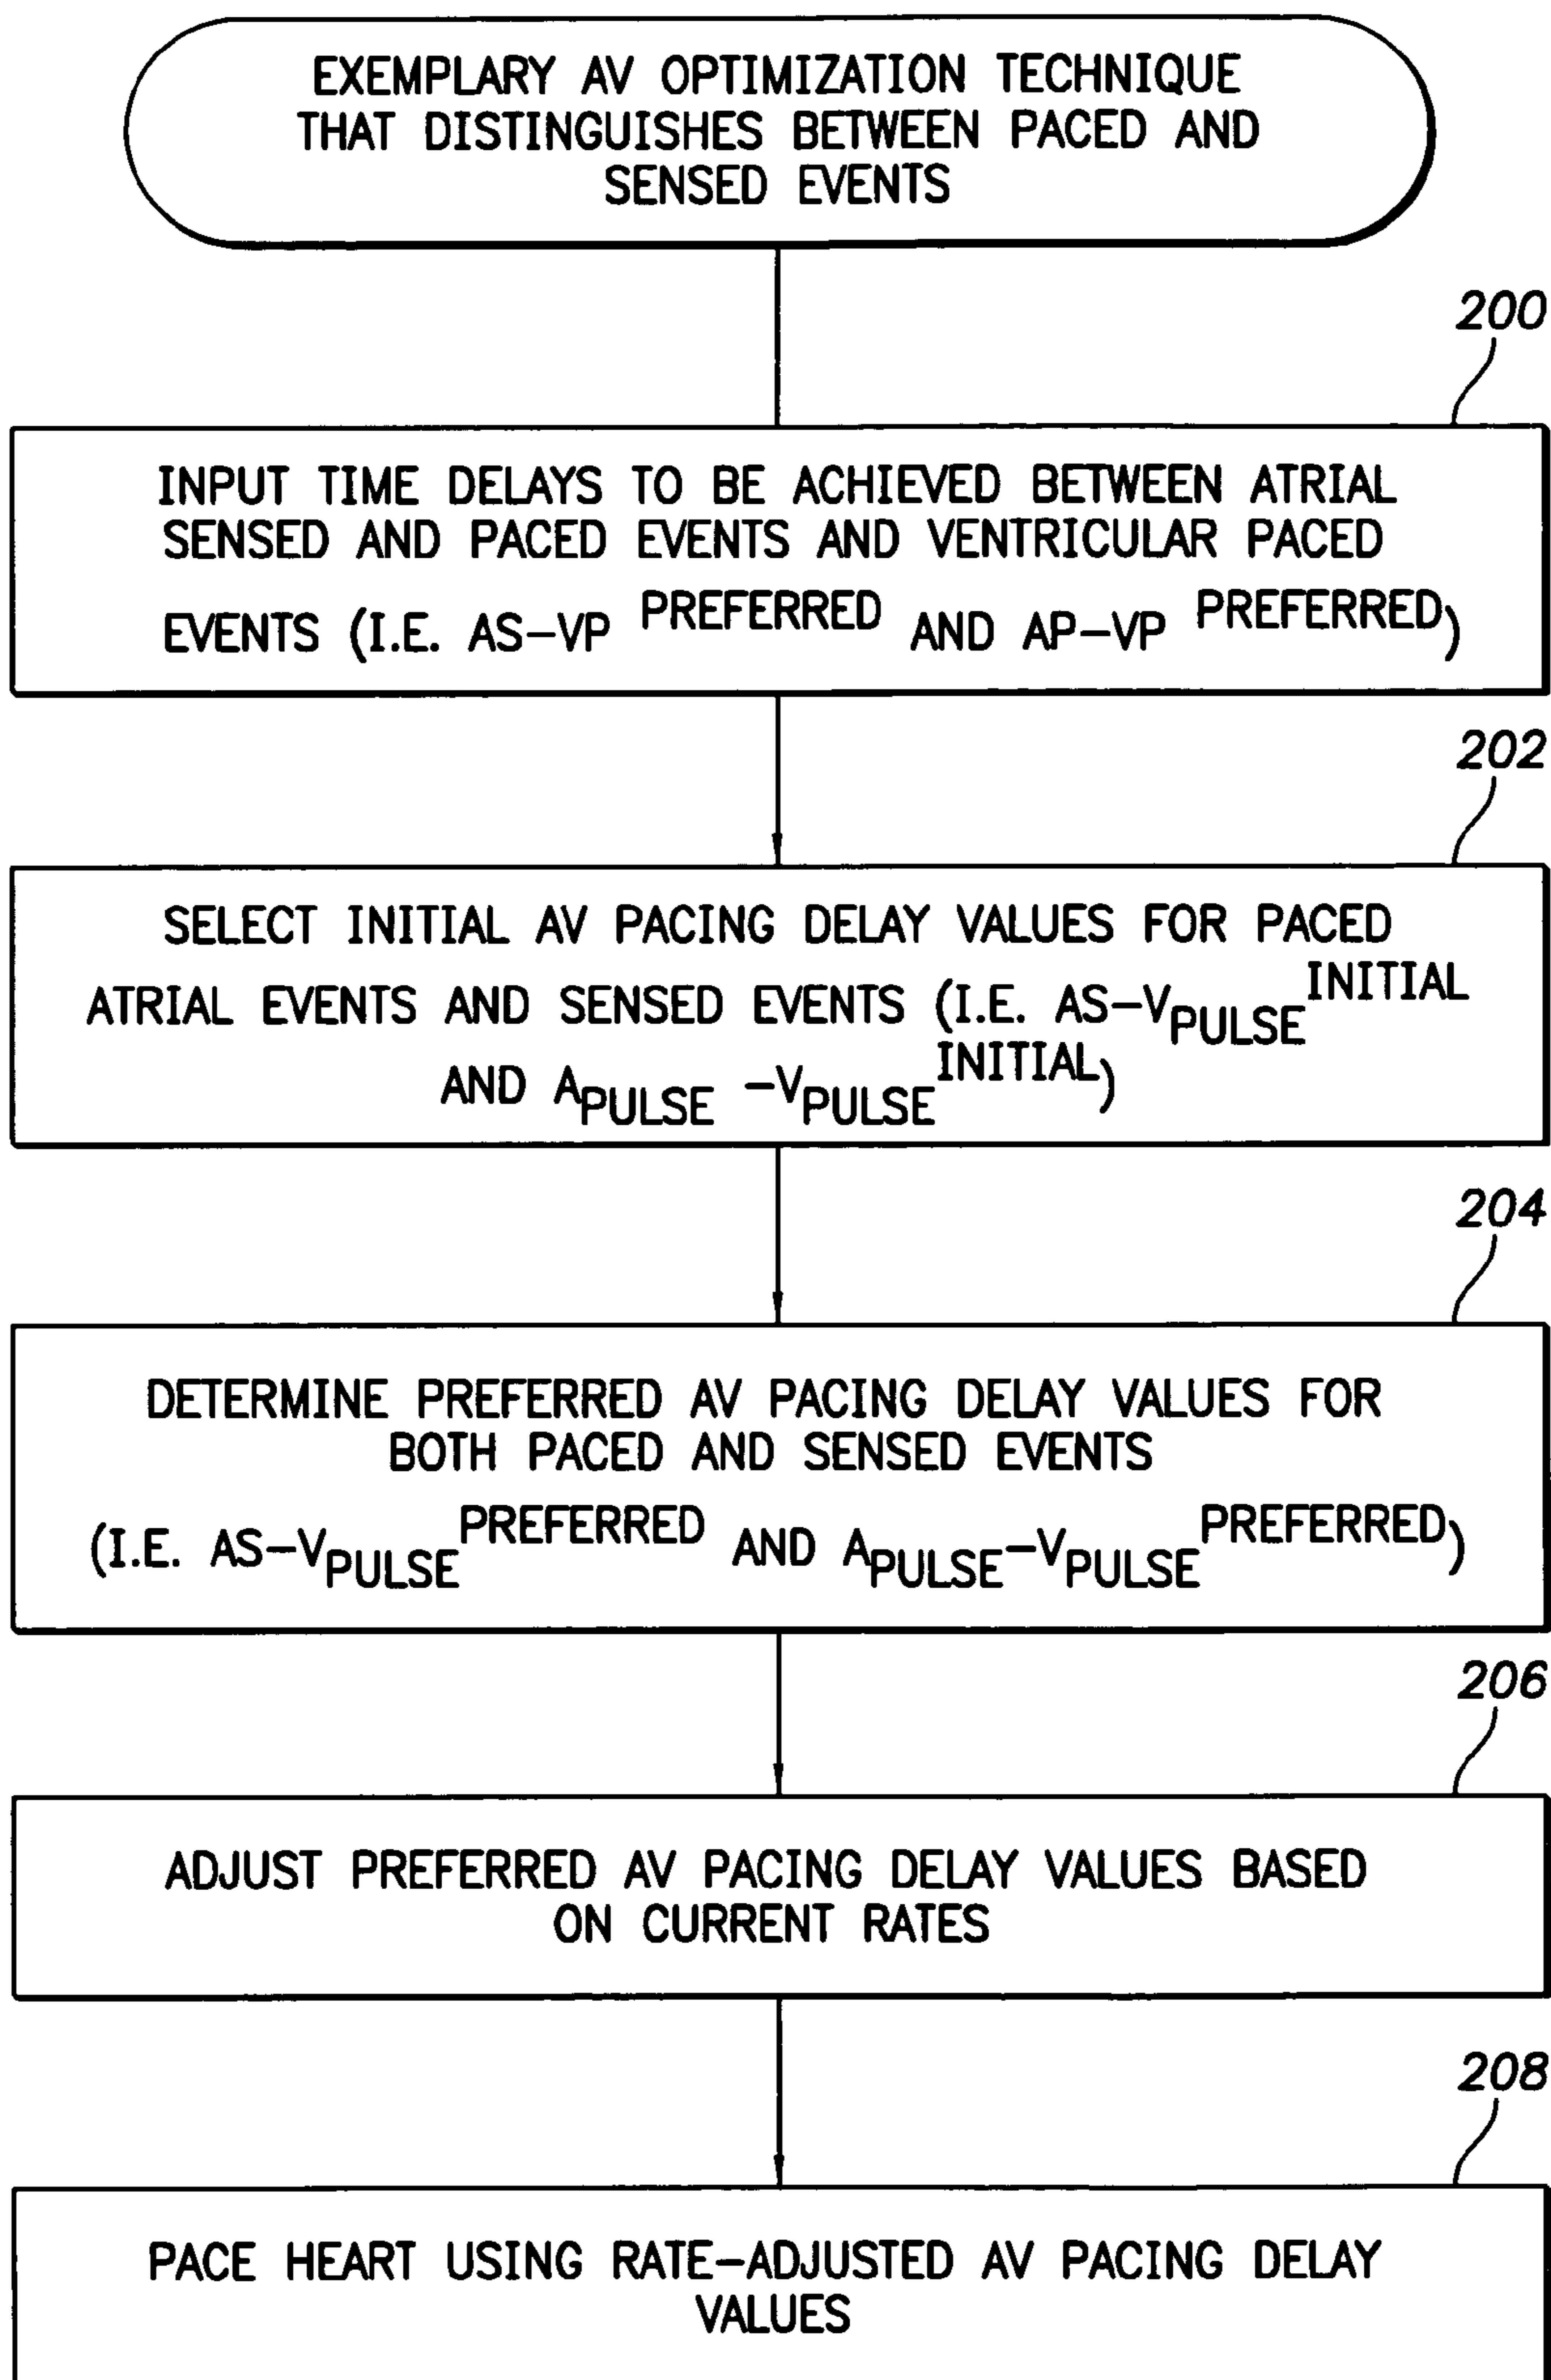 EXEMPLARY AV OPTIMIZATION TECHNIQUE
THAT DISTINGUISHES BETWEEN PACED AND
SENSED EVENTS
200
INPUT TIME DELAYS TO BE ACHIEVED BETWEEN ATRIAL
SENSED AND PACED EVENTS AND VENTRICULAR PACED
EVENTS (I.E. AS-VP PREFERRED AND AP-VP PREFERRED)
202
SELECT INITIAL AV PACING DELAY VALUES FOR PACED
ATRIAL EVENTS AND SENSED EVENTS (I.E. AS-VPULSE INITIAL
AND APULSE -VPULSE INITIAL)
204
DETERMINE PREFERRED AV PACING DELAY VALUES FOR
BOTH PACED AND SENSED EVENTS
(I.E. AS-VPULSE PREFERRED AND APULSE-VPULSE PREFERRED)
206
ADJUST PREFERRED AV PACING DELAY VALUES BASED
ON CURRENT RATES
208
PACE HEART USING RATE-ADJUSTED AV PACING DELAY
VALUES